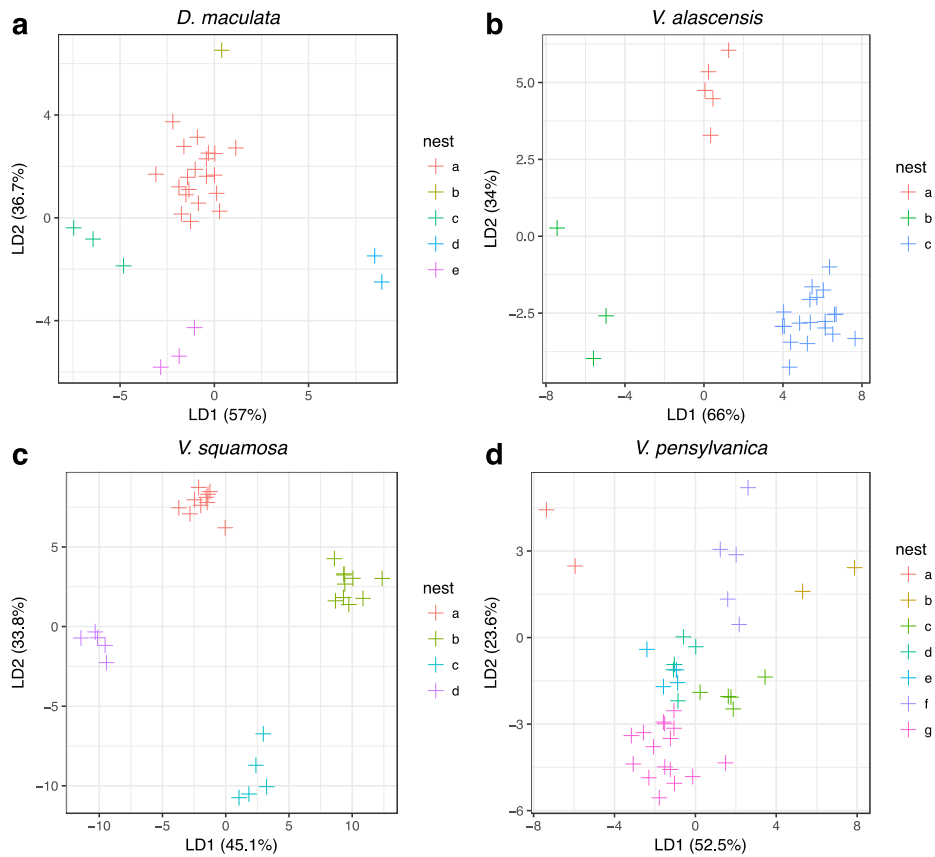 a
D. maculata
4
0
−4
−5
0
5
LD2 (36.7%)
LD1 (57%)
nest
a
b
c
d
e
b
V. alascensis
5.0
2.5
0.0
−2.5
−8
−4
0
4
8
LD2 (34%)
LD1 (66%)
nest
a
b
c
c
V. squamosa
5
0
−5
−10
−10
−5
0
5
10
LD2 (33.8%)
LD1 (45.1%)
nest
a
b
c
d
d
V. pensylvanica
3
0
−3
−6
−8
−4
0
4
8
LD2 (23.6%)
LD1 (52.5%)
nest
a
b
c
d
e
f
g